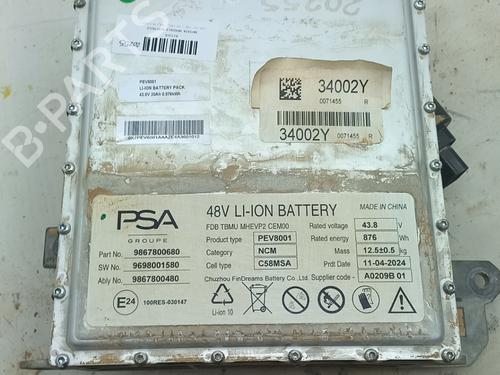 B-PARTS
20255
20255
PEV8001
LI-ION BATTERY PACK
34002Y
0071455 R
34002Y 0071455 R
PSA
GROUPE
48V LI-ION BATTERY
FDB TBMU MHEVP2 CEM00
MADE IN CHINA
Part No 9867800680
SW No 9698001580
Ably No 9867800480
Product type PEV8001
Category NCM
Cell type C58MSA
Chuzhou FinDreams Battery Co., Ltd.
Rated voltage 43.8 V
Rated energy 876 Wh
Mass 12.5±0.5 kg
Prdt date 11-04-2024
A0209B 01
E24
100RES-030147
Li-ion 10